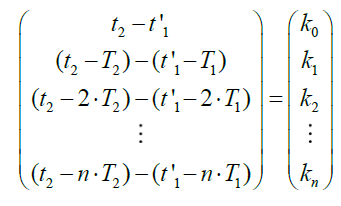 t₂ – t'₁ k₀
(t₂ – T₂) – (t'₁ – T₁) k₁
(t₂ – 2 · T₂) – (t'₁ – 2 · T₁) = k₂
⋮ ⋮
(t₂ – n · T₂) – (t'₁ – n · T₁) kₙ